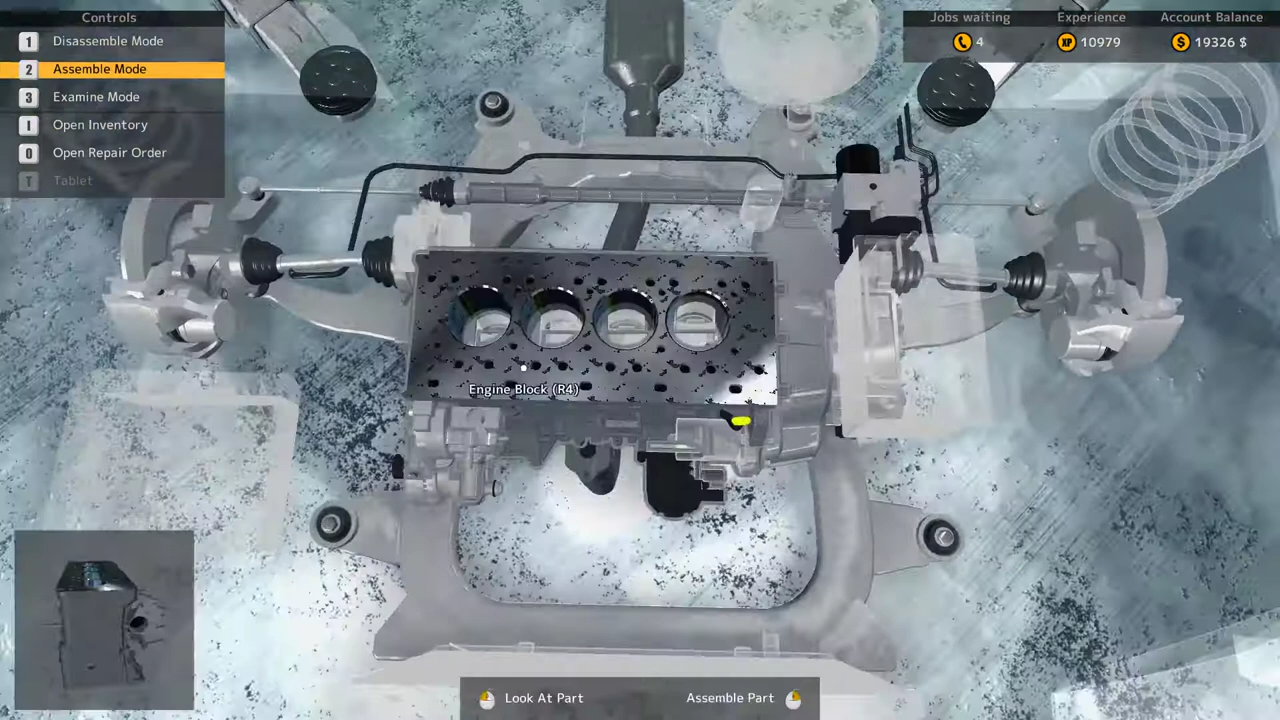 Controls
1 Disassemble Mode
2 Assemble Mode
3 Examine Mode
I Open Inventory
O Open Repair Order
T Tablet
Jobs waiting Experience Account Balance
4 XP 10979 $ 19326 $
Engine Block (R4)
Look At Part Assemble Part